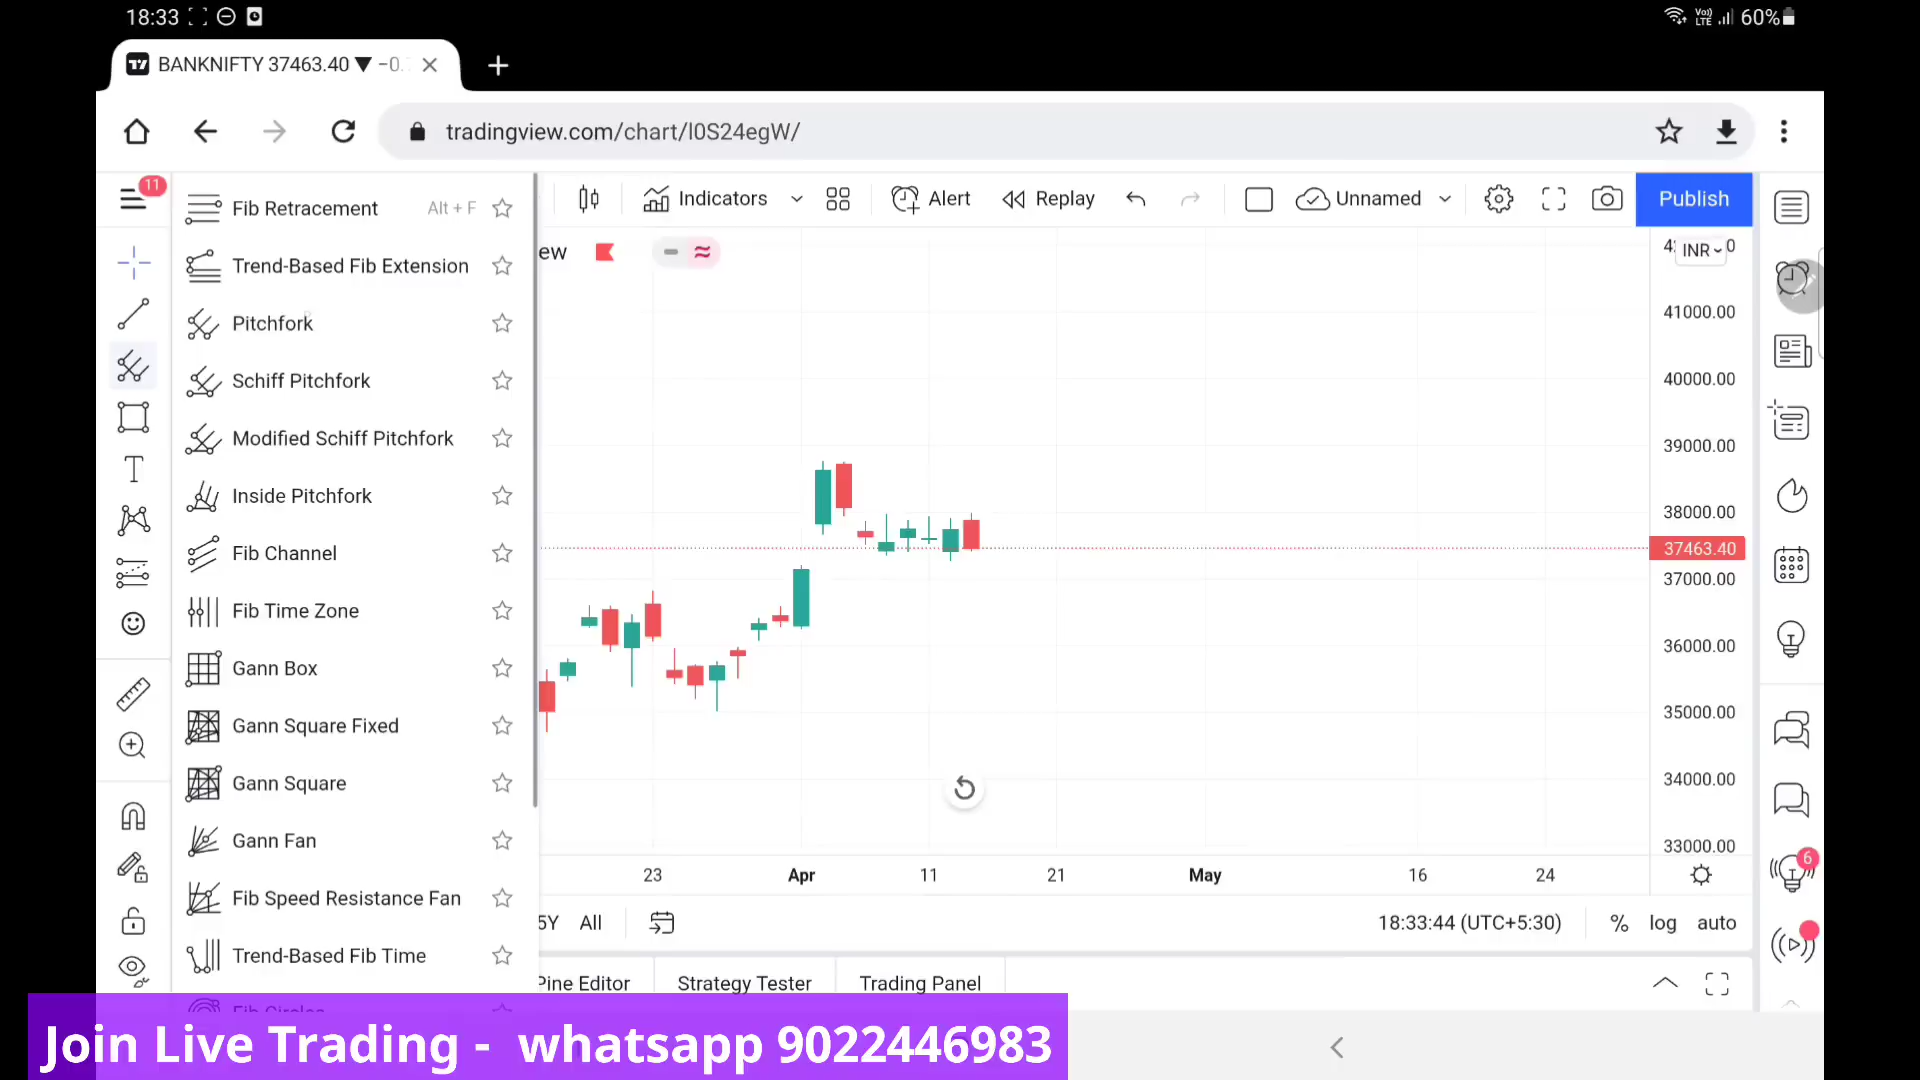 18:33
Vo) LTE 60%
BANKNIFTY 37463.40 ▼ −0.
tradingview.com/chart/l0S24egW/
11
Indicators
Alert
Replay
Unnamed
Publish
Fib Retracement Alt + F
Trend-Based Fib Extension
Pitchfork
Schiff Pitchfork
Modified Schiff Pitchfork
Inside Pitchfork
Fib Channel
Fib Time Zone
Gann Box
Gann Square Fixed
Gann Square
Gann Fan
Fib Speed Resistance Fan
Trend-Based Fib Time
Fib Circles
ew
INR
41000.00
40000.00
39000.00
38000.00
37463.40
37000.00
36000.00
35000.00
34000.00
33000.00
23 Apr 11 21 May 16 24
5Y All
18:33:44 (UTC+5:30) % log auto
6
Pine Editor Strategy Tester Trading Panel
Join Live Trading - whatsapp 9022446983